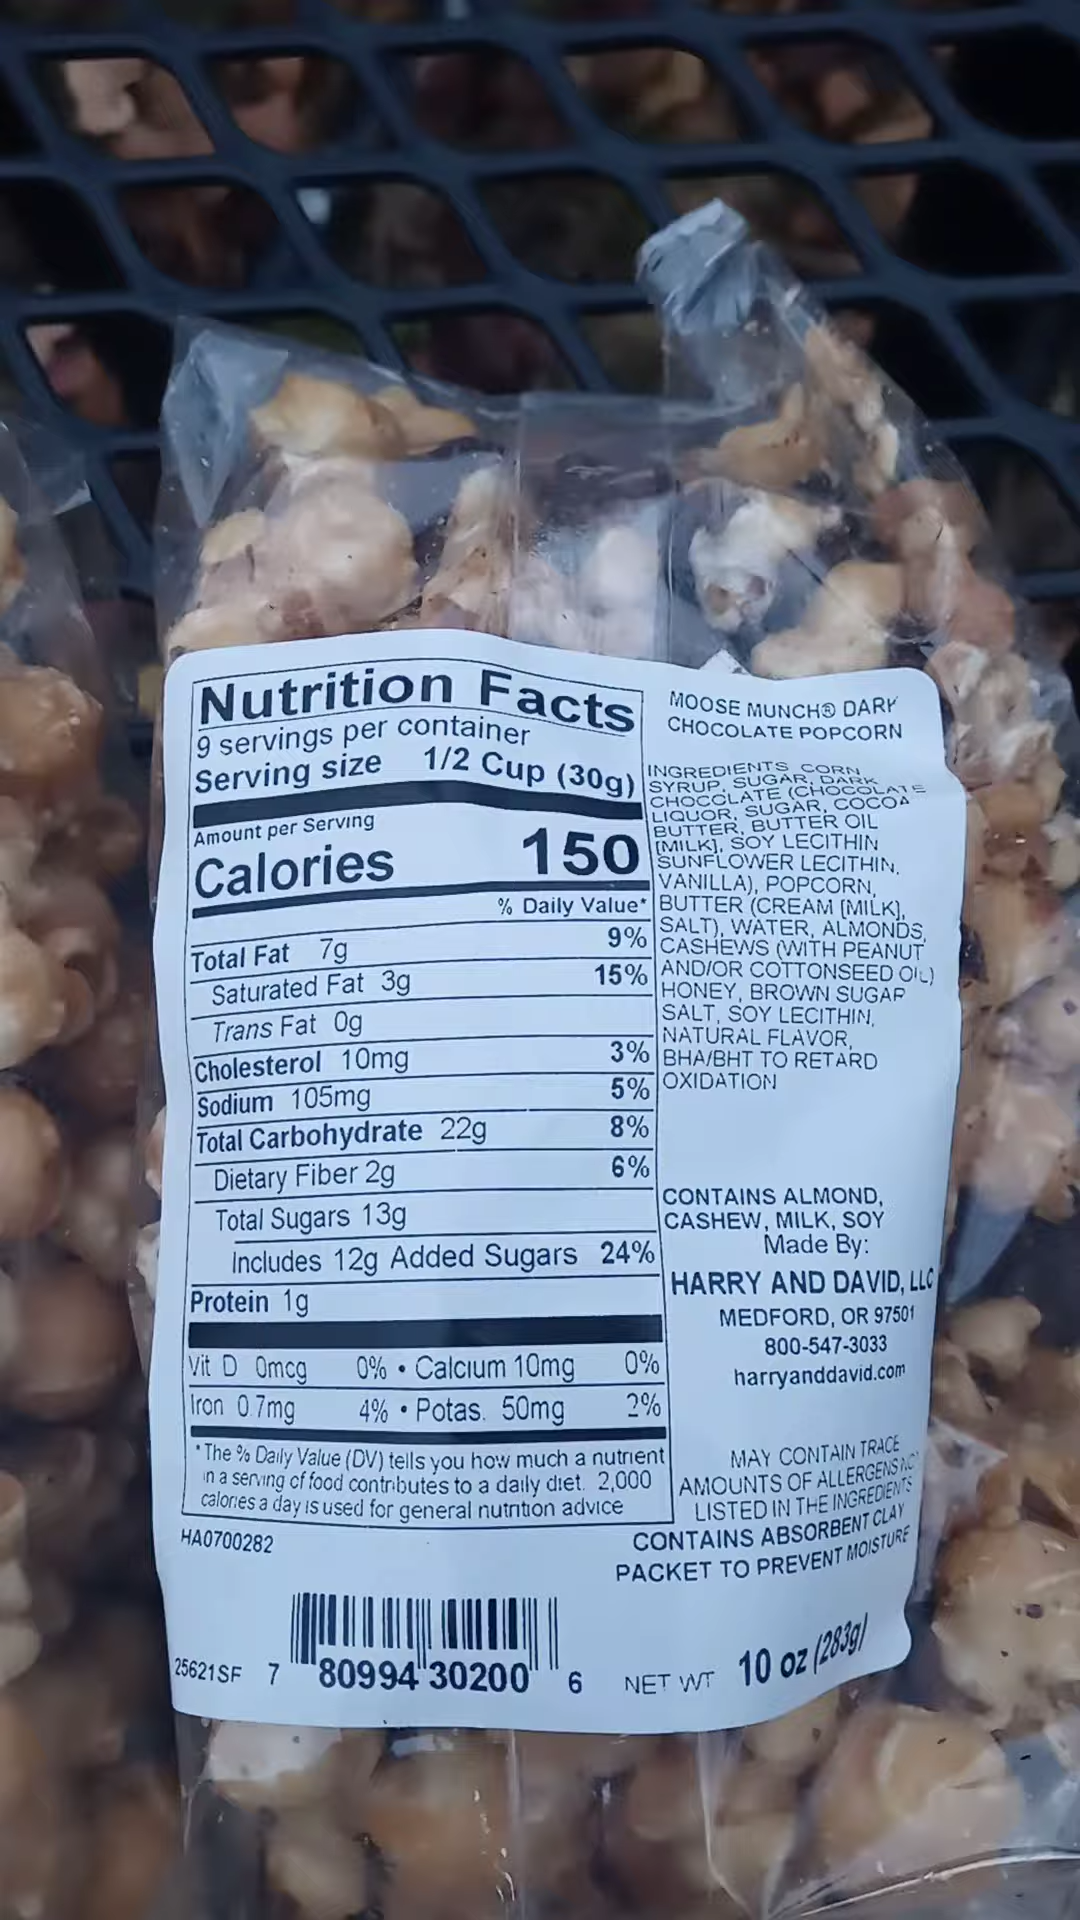 Nutrition Facts
9 servings per container
Serving size 1/2 Cup (30g)
Amount per Serving
Calories 150
% Daily Value*
Total Fat 7g 9%
Saturated Fat 3g 15%
Trans Fat 0g
Cholesterol 10mg 3%
Sodium 105mg 5%
Total Carbohydrate 22g 8%
Dietary Fiber 2g 6%
Total Sugars 13g
Includes 12g Added Sugars 24%
Protein 1g
Vit D 0mcg 0% • Calcium 10mg 0%
Iron 0.7mg 4% • Potas. 50mg 2%
*The % Daily Value (DV) tells you how much a nutrient
in a serving of food contributes to a daily diet. 2,000
calories a day is used for general nutrition advice
HA0700282
MOOSE MUNCH® DARK
CHOCOLATE POPCORN
INGREDIENTS CORN
SYRUP, SUGAR, DARK
CHOCOLATE (CHOCOLATE
LIQUOR, SUGAR, COCOA
BUTTER, BUTTER OIL
[MILK], SOY LECITHIN
SUNFLOWER LECITHIN,
VANILLA), POPCORN,
BUTTER (CREAM [MILK],
SALT), WATER, ALMONDS,
CASHEWS (WITH PEANUT
AND/OR COTTONSEED OIL)
HONEY, BROWN SUGAR
SALT, SOY LECITHIN,
NATURAL FLAVOR,
BHA/BHT TO RETARD
OXIDATION
CONTAINS ALMOND,
CASHEW, MILK, SOY
Made By:
HARRY AND DAVID, LLC
MEDFORD, OR 97501
800-547-3033
harryanddavid.com
MAY CONTAIN TRACE
AMOUNTS OF ALLERGENS NOT
LISTED IN THE INGREDIENTS
CONTAINS ABSORBENT CLAY
PACKET TO PREVENT MOISTURE
25621SF 7 80994 30200 6
NET WT 10 oz (283g)